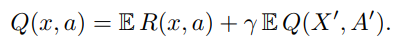 Q(x, a) = 𝔼 R(x, a) + γ 𝔼 Q(X′, A′).